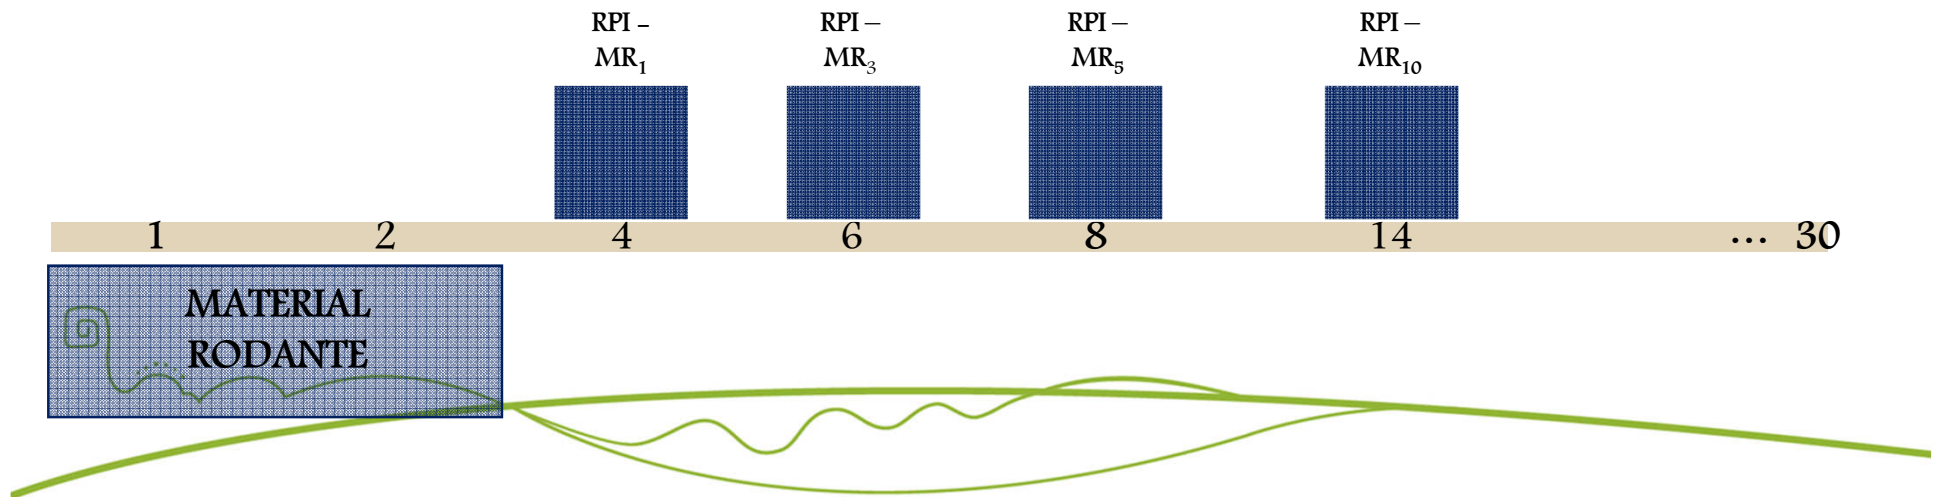 RPI – RPI – RPI – RPI –
MR₁ MR₃ MR₅ MR₁₀
1 2 4 6 8 14 ... 30
MATERIAL
RODANTE